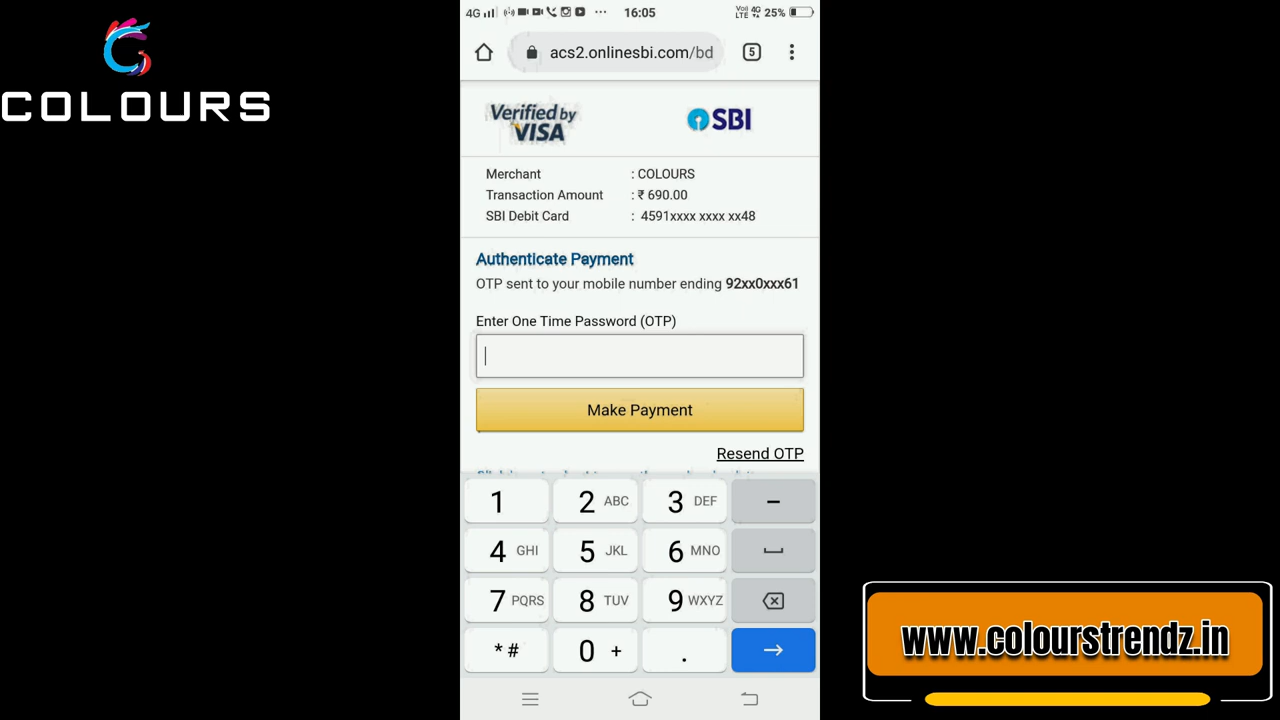 COLOURS
4G 16:05 Voil 4G LTE 25%
acs2.onlinesbi.com/bd 5
Verified by VISA SBI
Merchant : COLOURS
Transaction Amount : ₹ 690.00
SBI Debit Card : 4591xxxx xxxx xx48
Authenticate Payment
OTP sent to your mobile number ending 92xx0xxx61
Enter One Time Password (OTP)
Make Payment
Resend OTP
1 2 ABC 3 DEF –
4 GHI 5 JKL 6 MNO
7 PQRS 8 TUV 9 WXYZ
* # 0 + .
www.colourstrendz.in